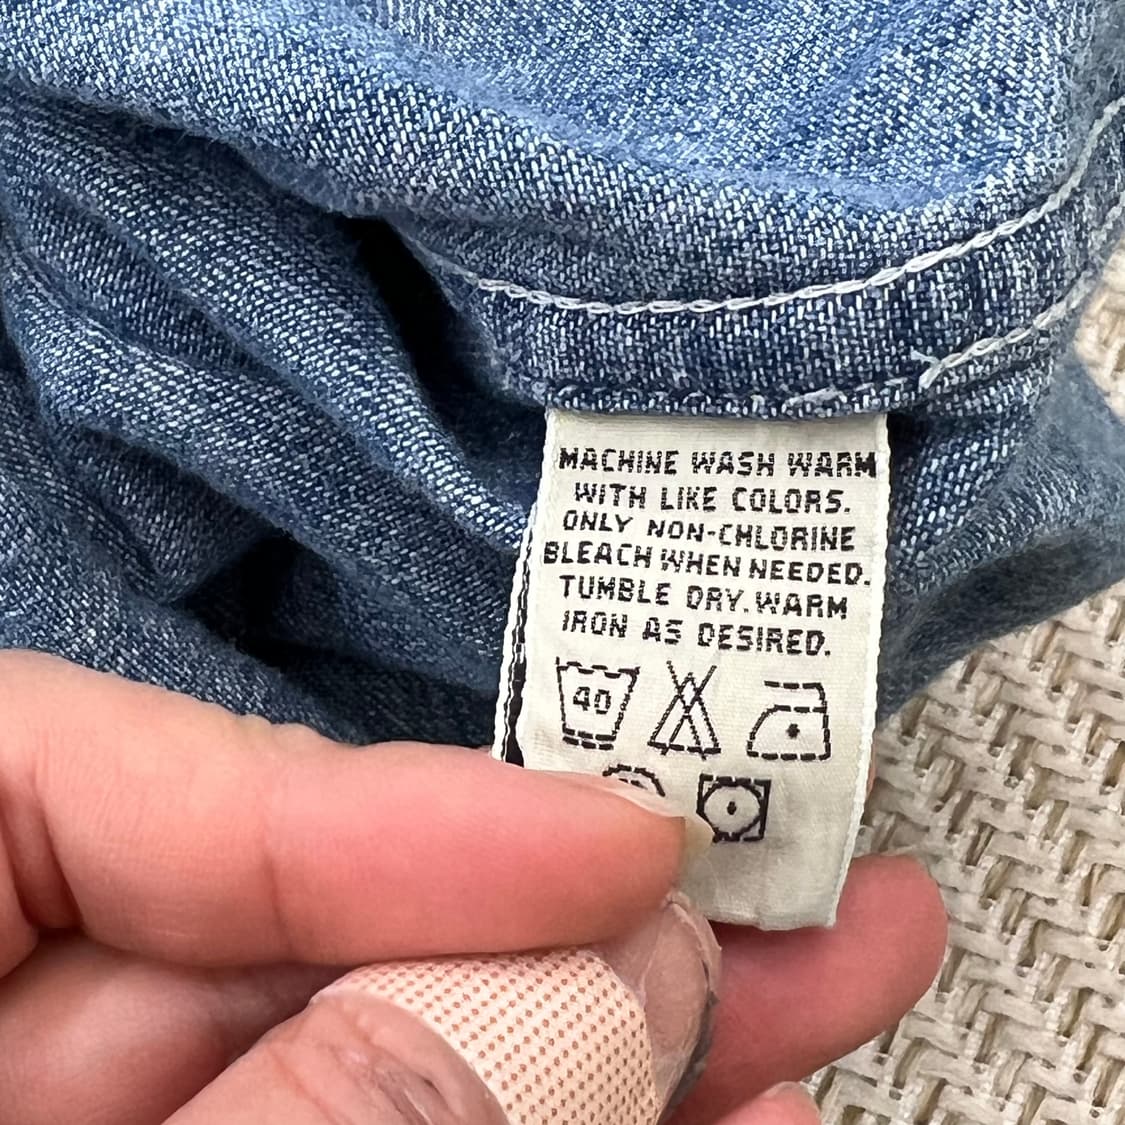 MACHINE WASH WARM
WITH LIKE COLORS.
ONLY NON-CHLORINE
BLEACH WHEN NEEDED.
TUMBLE DRY. WARM
IRON AS DESIRED.
40